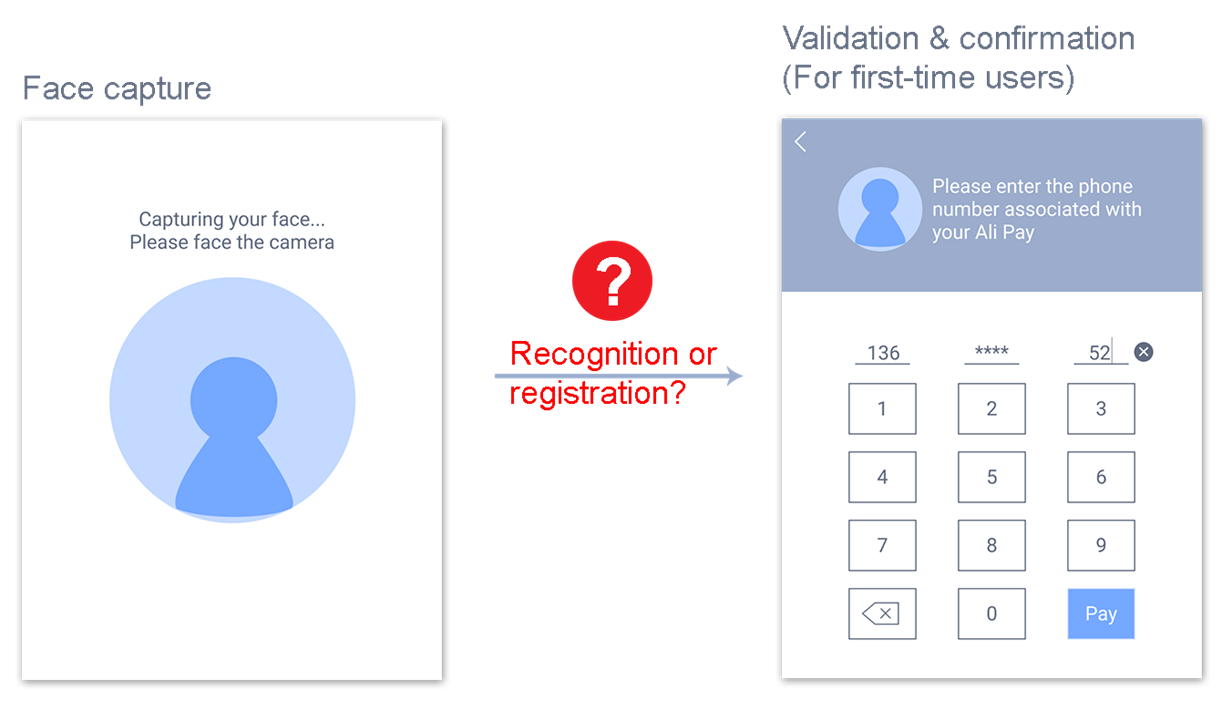 Face capture
Capturing your face...
Please face the camera
?
Recognition or
registration?
Validation & confirmation
(For first-time users)
Please enter the phone
number associated with
your Ali Pay
136 **** 52
1 2 3
4 5 6
7 8 9
0 Pay